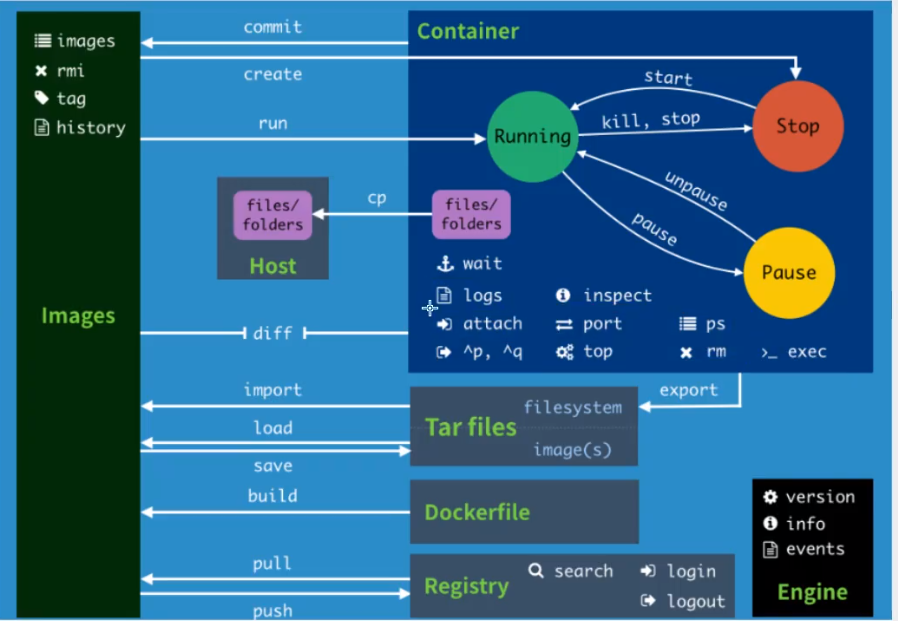 images
rmi
tag
history
Images
commit
create
run
cp
files/
folders
Host
diff
import
load
save
build
pull
push
Container
start
Running
kill, stop
Stop
unpause
pause
Pause
files/
folders
wait
logs
inspect
attach
port
ps
^p, ^q
top
rm
>_ exec
export
filesystem
Tar files
image(s)
Dockerfile
search
login
Registry
logout
version
info
events
Engine